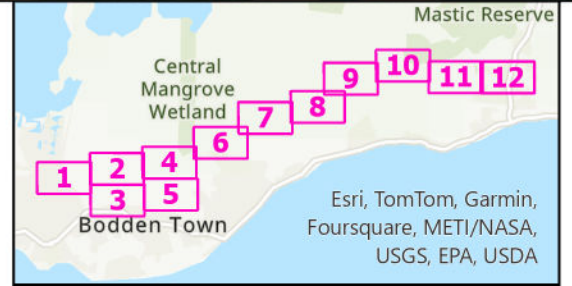 Mastic Reserve
Central
Mangrove
Wetland
10
9
11
12
8
7
6
4
2
1
5
3
Bodden Town
Esri, TomTom, Garmin,
Foursquare, METI/NASA,
USGS, EPA, USDA